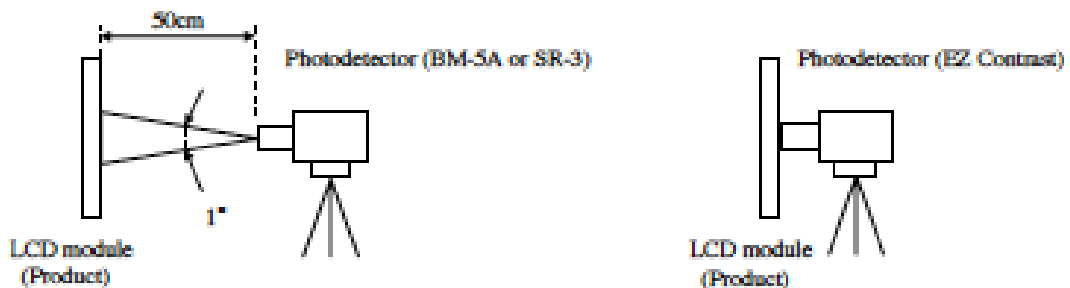 50cm
Photodetector (BM-5A or SR-3)
1°
LCD module
(Product)
Photodetector (EZ Contrast)
LCD module
(Product)